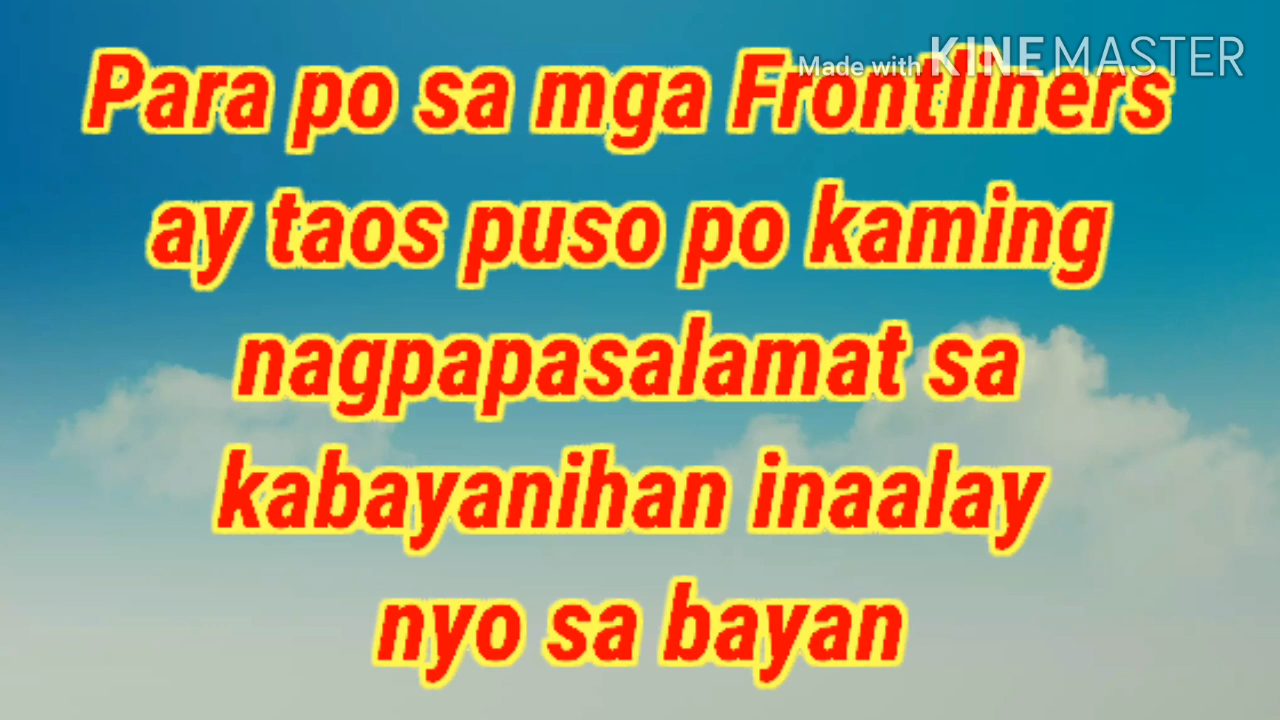 Made with KINEMASTER
Para po sa mga Frontliners
ay taos puso po kaming
nagpapasalamat sa
kabayanihan inaalay
nyo sa bayan